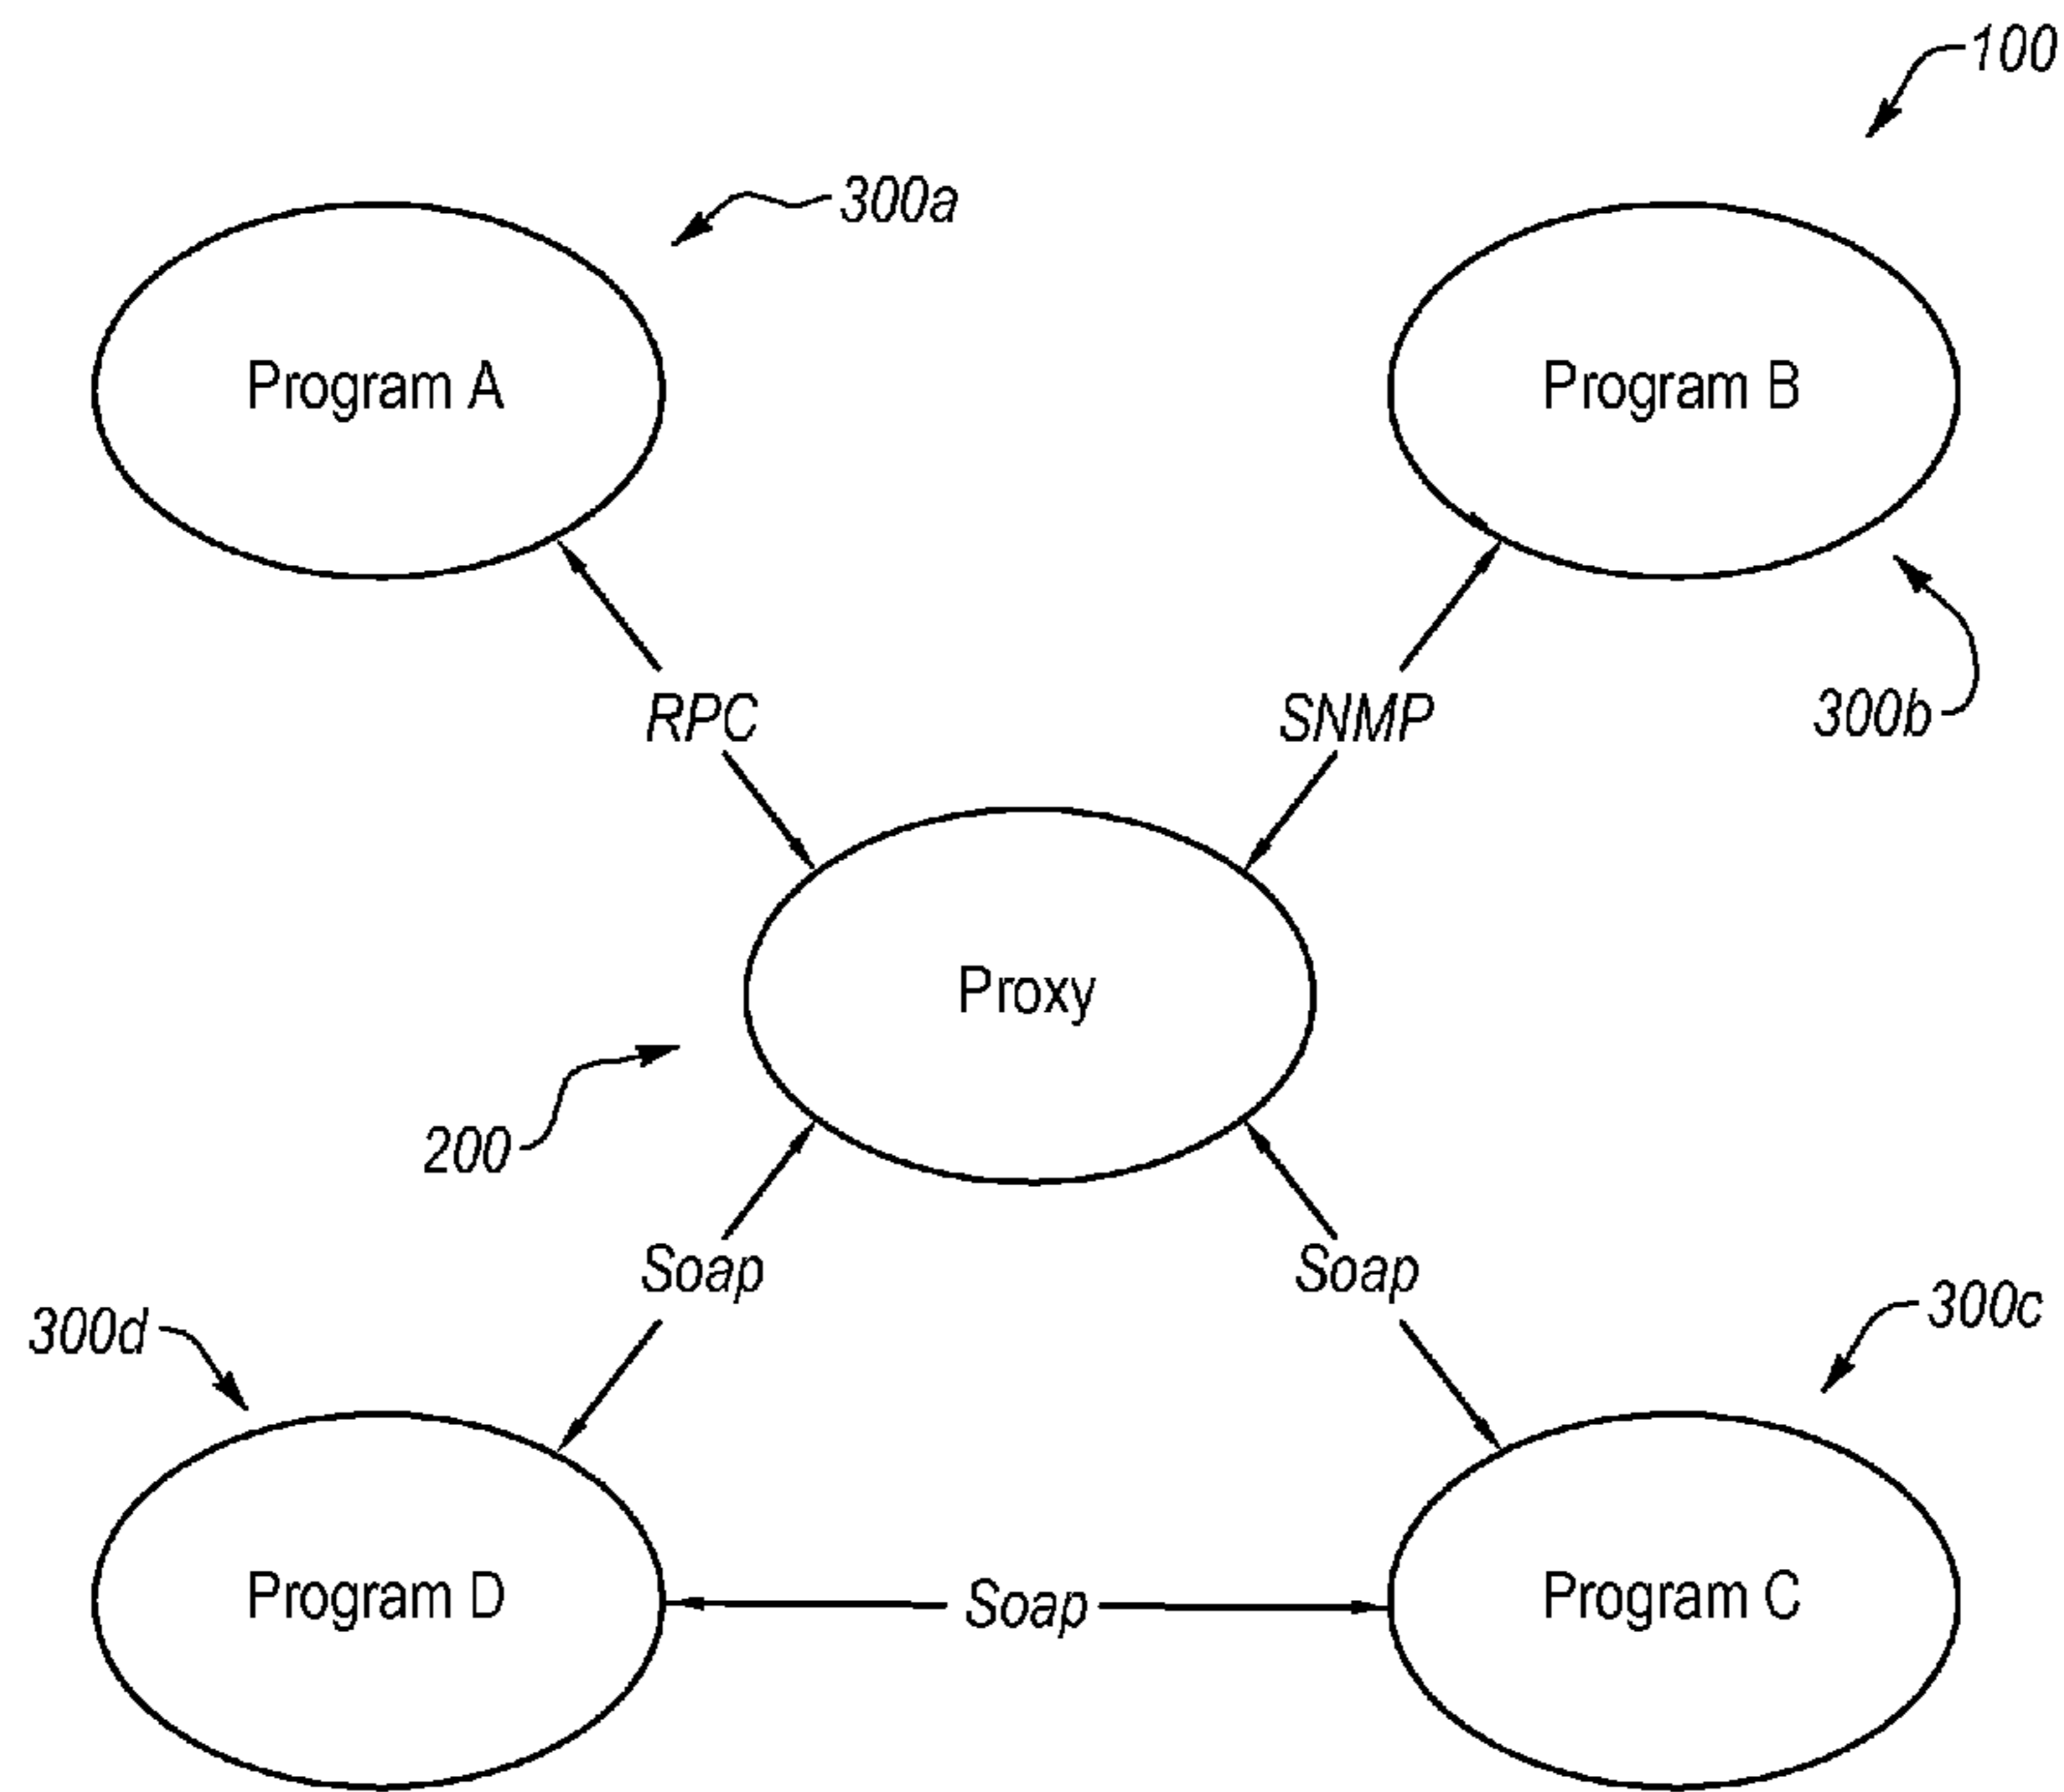 100
300a
Program A
Program B
RPC
SNMP
300b
Proxy
200
Soap
Soap
300d
300c
Program D
Soap
Program C